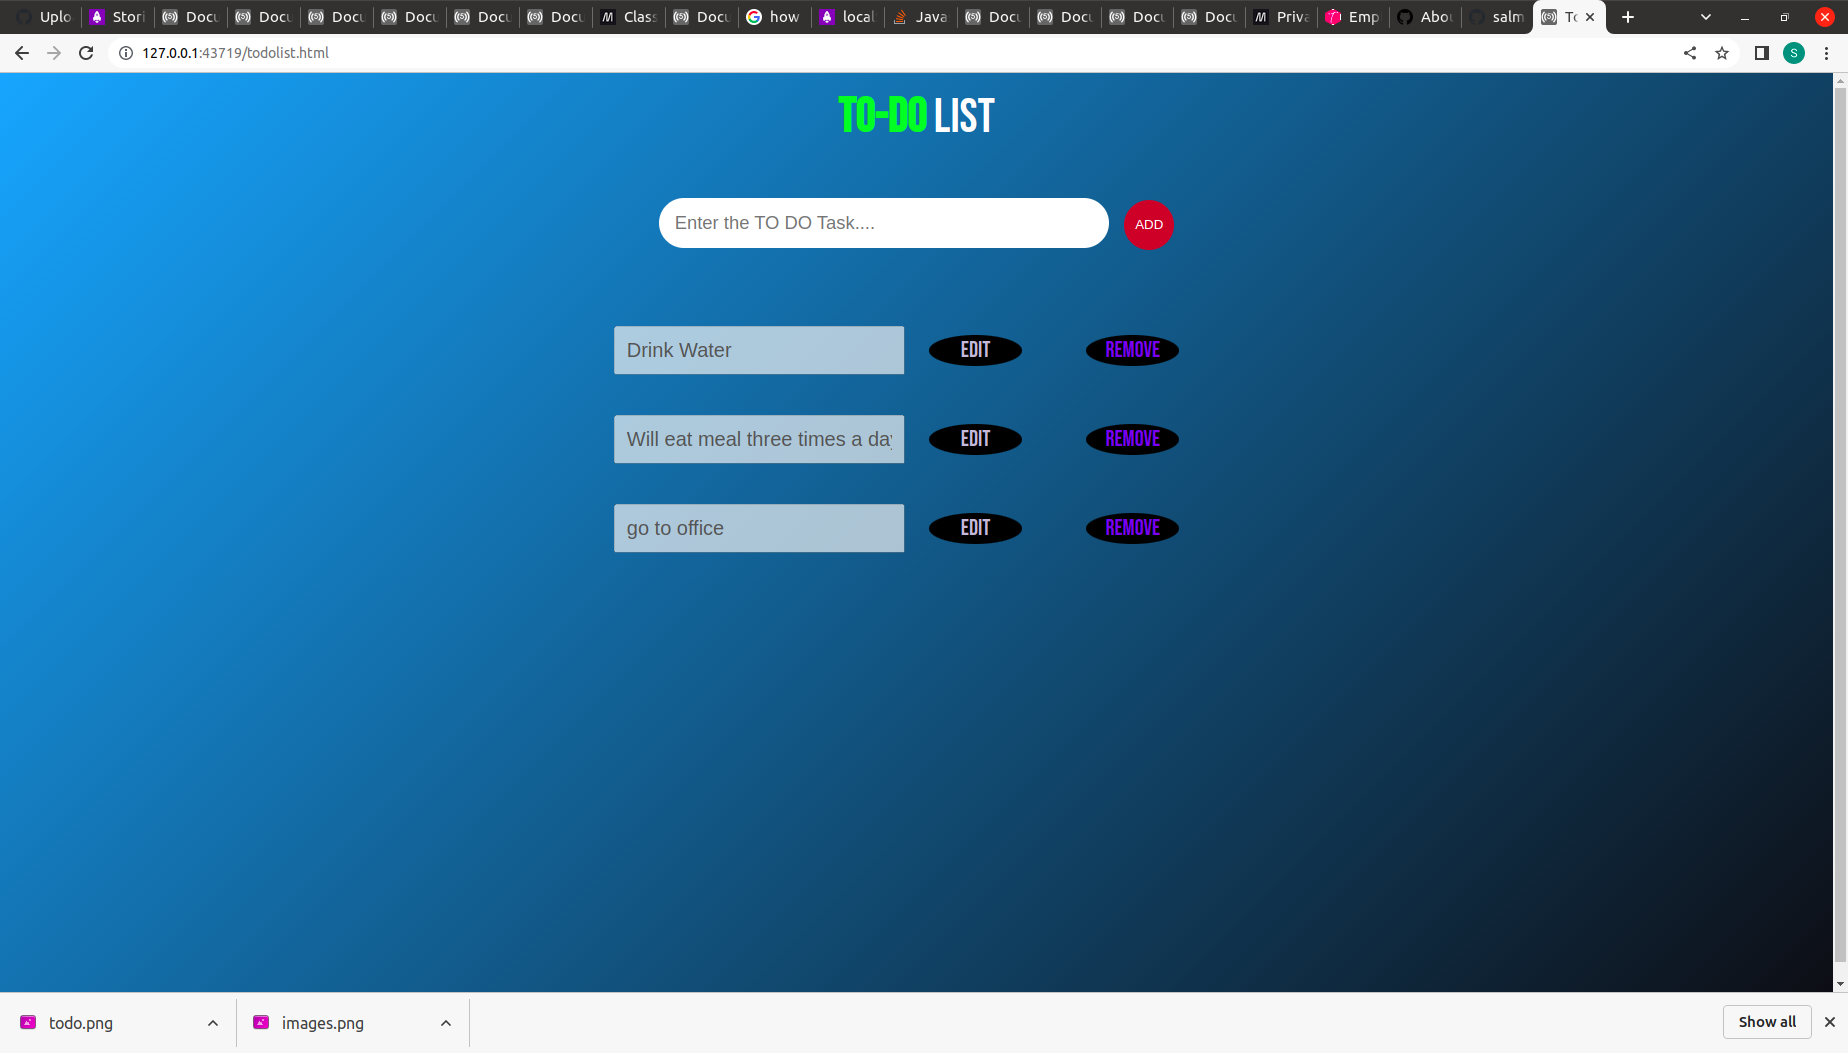 Uplo Stori Docu Docu Docu Docu Docu Docu Class Docu how local Java Docu Docu Docu Docu Priva Emp Abou salm To
127.0.0.1:43719/todolist.html S
TO-DO LIST
Enter the TO DO Task.... ADD
Drink Water EDIT REMOVE
Will eat meal three times a day EDIT REMOVE
go to office EDIT REMOVE
todo.png images.png Show all